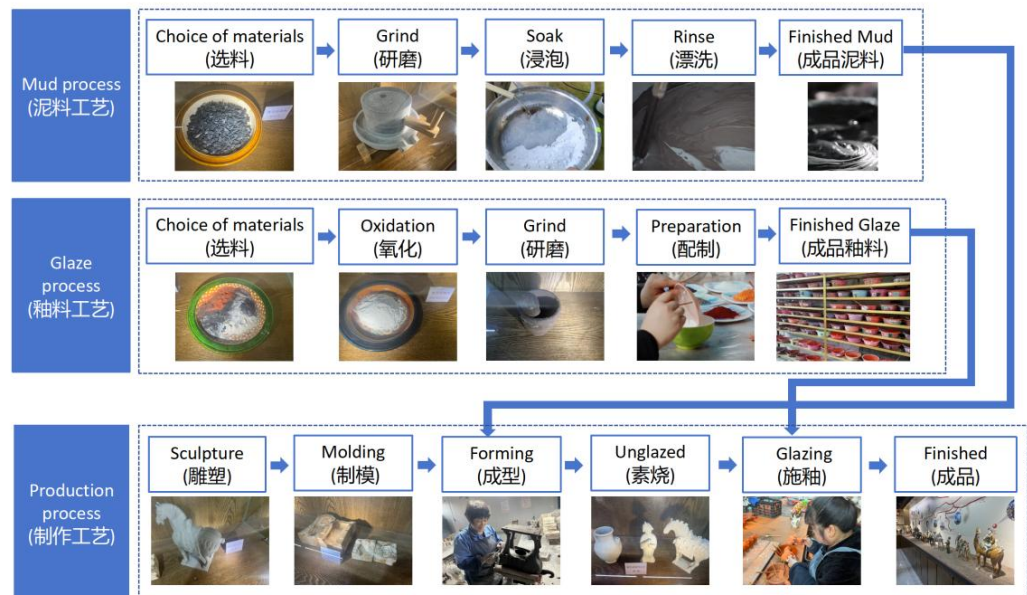 Mud process
(泥料工艺)
Choice of materials
(选料)
Grind
(研磨)
Soak
(浸泡)
Rinse
(漂洗)
Finished Mud
(成品泥料)
Glaze
process
(釉料工艺)
Choice of materials
(选料)
Oxidation
(氧化)
Grind
(研磨)
Preparation
(配制)
Finished Glaze
(成品釉料)
Production
process
(制作工艺)
Sculpture
(雕塑)
Molding
(制模)
Forming
(成型)
Unglazed
(素烧)
Glazing
(施釉)
Finished
(成品)